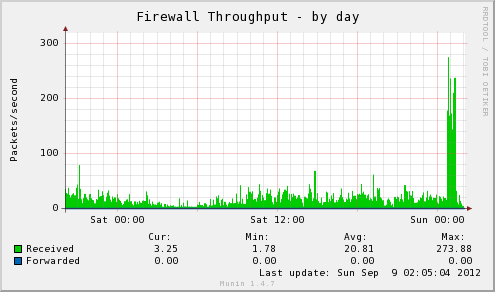 Firewall Throughput - by day
RRDTOOL / TOBI OETIKER
Packets/second
300
200
100
0
Sat 00:00 Sat 12:00 Sun 00:00
Cur: Min: Avg: Max:
Received 3.25 1.78 20.81 273.88
Forwarded 0.00 0.00 0.00 0.00
Last update: Sun Sep 9 02:05:04 2012
Munin 1.4.7